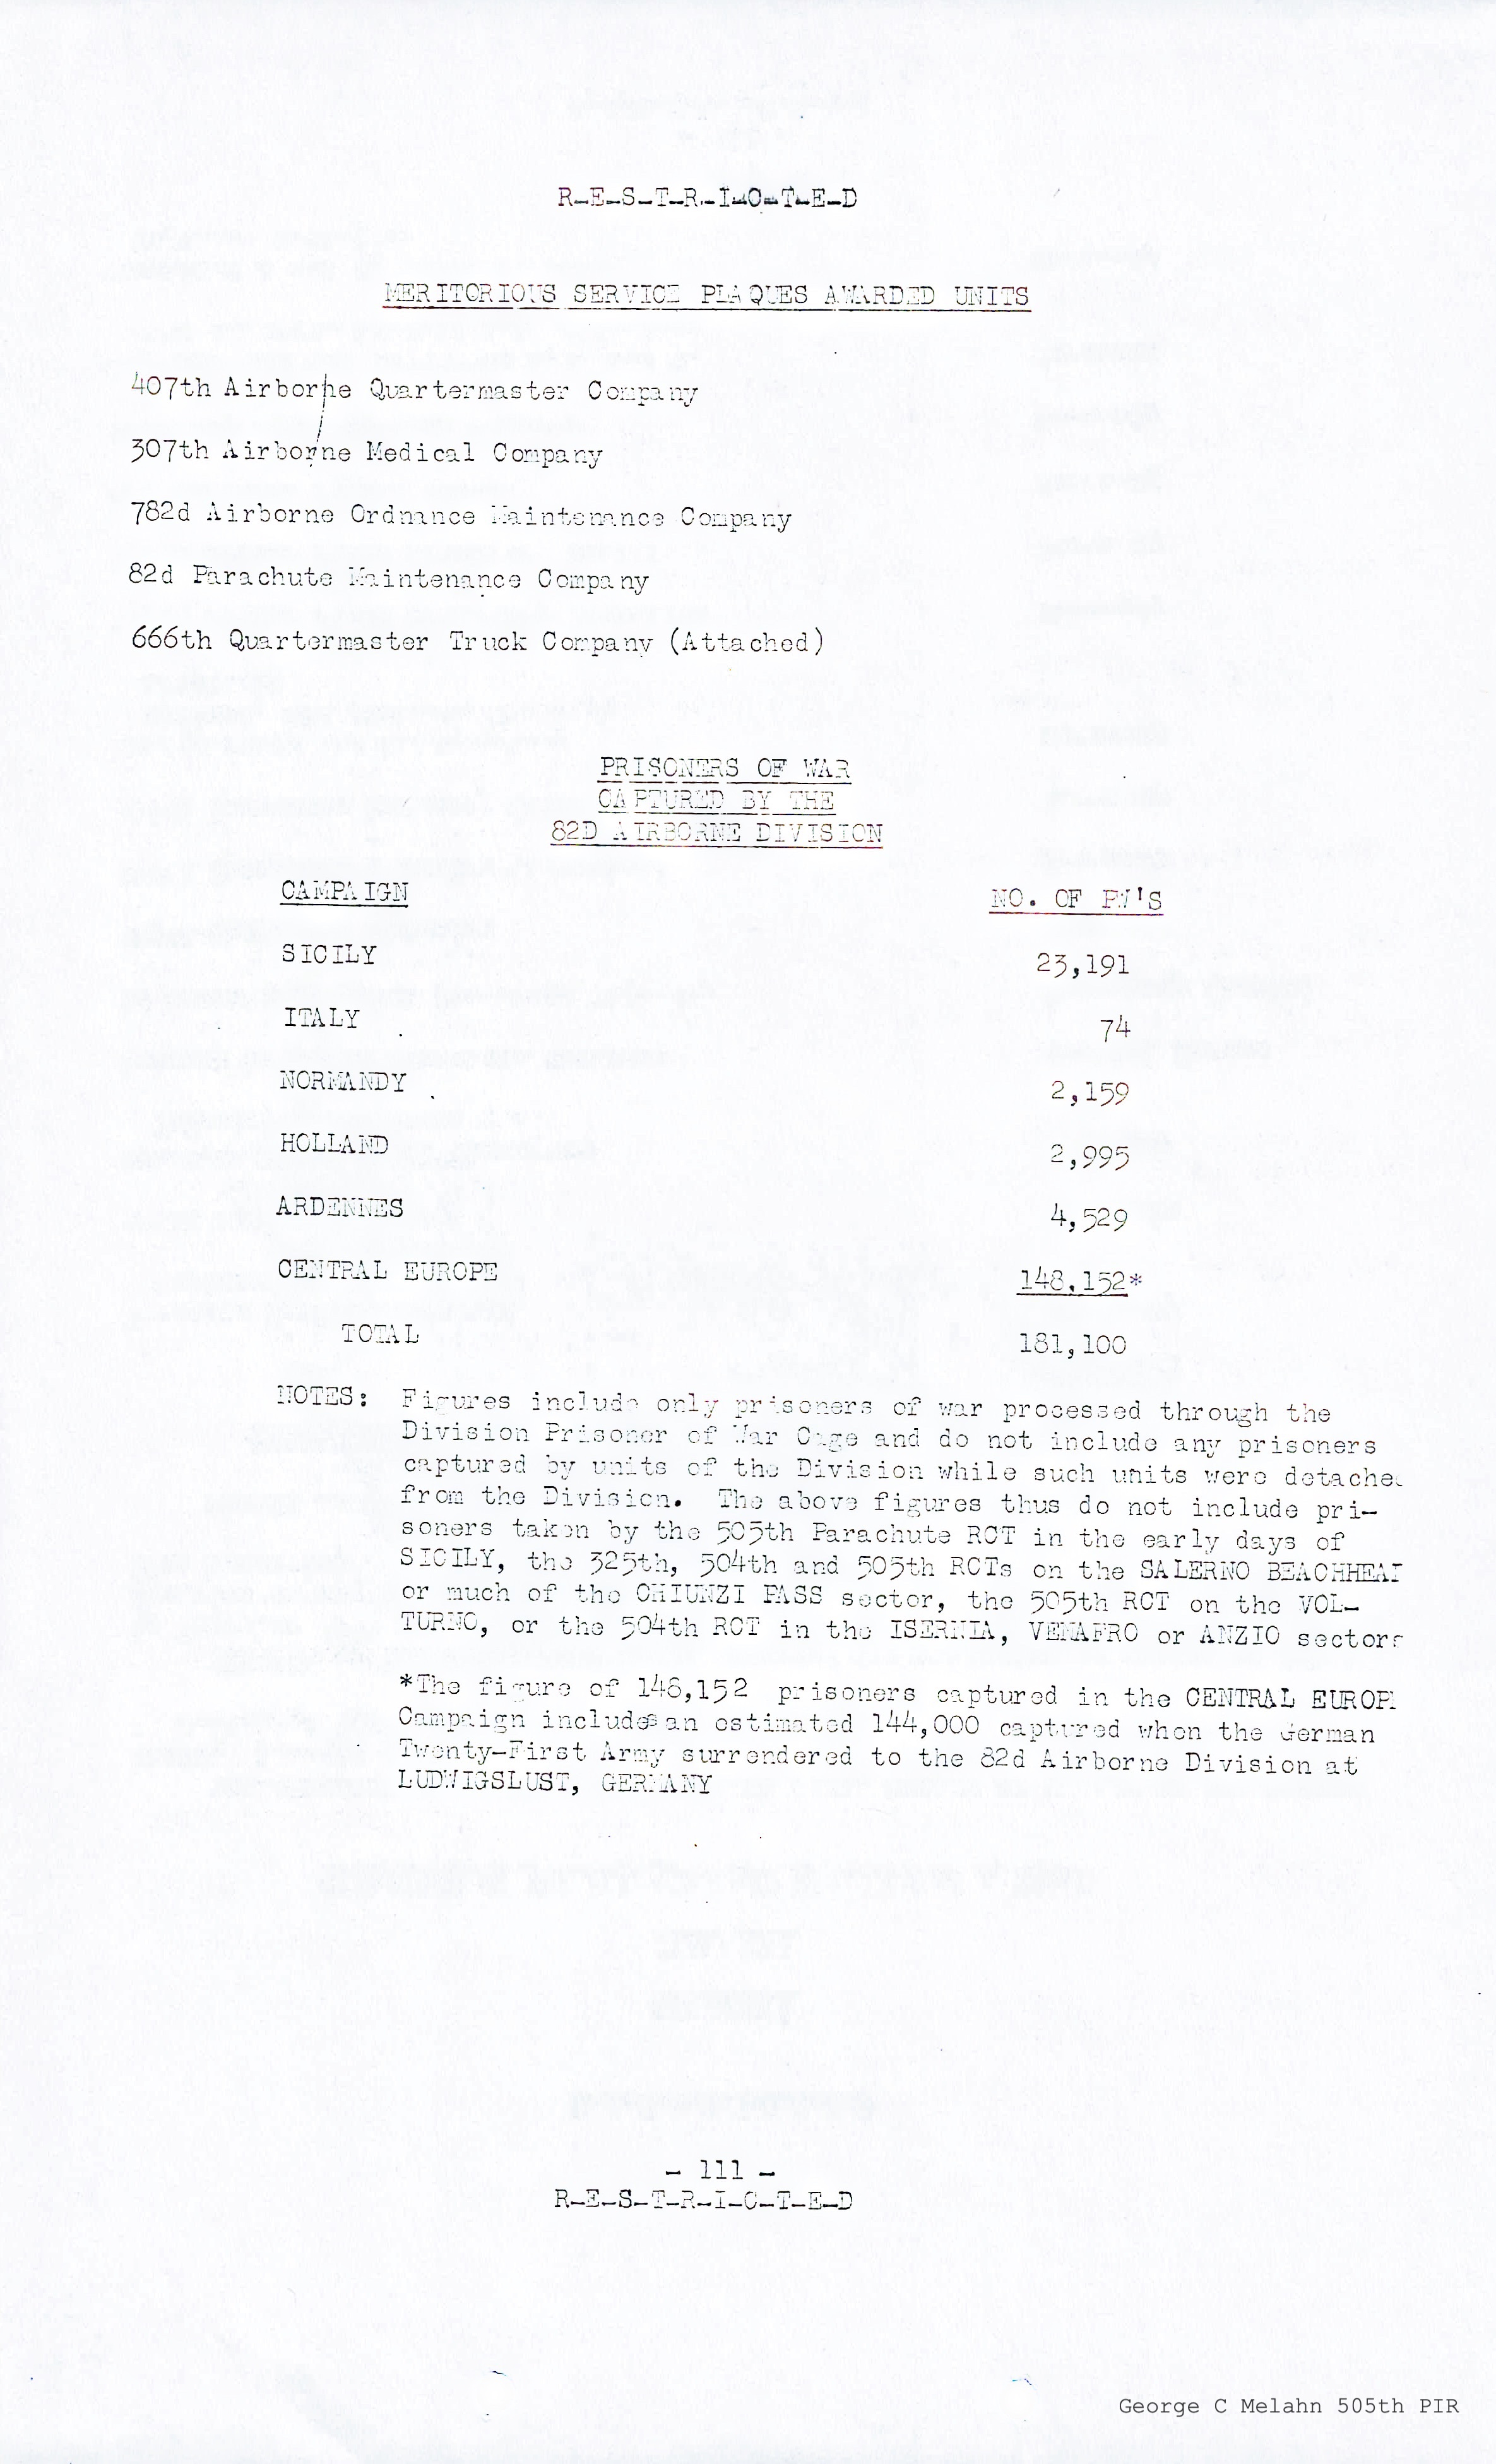 R-E-S-T-R-I-C-T-E-D
MERITORIOUS SERVICE PLAQUES AWARDED UNITS
407th Airborne Quartermaster Company
307th Airborne Medical Company
782d Airborne Ordnance Maintenance Company
82d Parachute Maintenance Company
666th Quartermaster Truck Company (Attached)
PRISONERS OF WAR
CAPTURED BY THE
82D AIRBORNE DIVISION
CAMPAIGN NO. OF PW'S
SICILY 23,191
ITALY 74
NORMANDY 2,159
HOLLAND 2,995
ARDENNES 4,529
CENTRAL EUROPE 148,152*
TOTAL 181,100
NOTES: Figures include only prisoners of war processed through the
Division Prisoner of War Cage and do not include any prisoners
captured by units of the Division while such units were detache
from the Division. The above figures thus do not include pri-
soners taken by the 505th Parachute RCT in the early days of
SICILY, the 325th, 504th and 505th RCTs on the SALERNO BEACHHEAD
or much of the CHIUNZI PASS sector, the 505th RCT on the VOL-
TURNO, or the 504th RCT in the ISERNIA, VENAFRO or ANZIO sectors
*The figure of 148,152 prisoners captured in the CENTRAL EUROPE
Campaign includes an estimated 144,000 captured when the German
Twenty-First Army surrendered to the 82d Airborne Division at
LUDWIGSLUST, GERMANY
- 111 -
R-E-S-T-R-I-C-T-E-D
George C Melahn 505th PIR